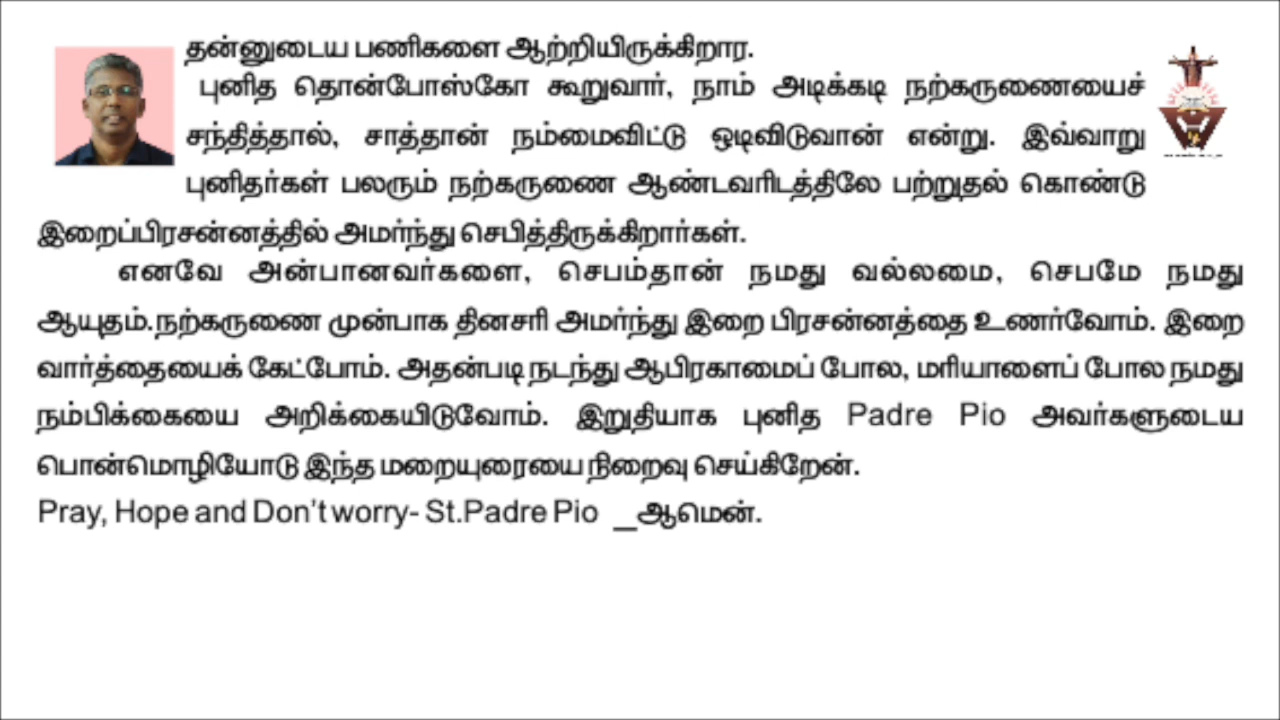 தன்னுடைய பணிகளை ஆற்றியிருக்கிறார.
புனித தொன்போஸ்கோ கூறுவார், நாம் அடிக்கடி நற்கருணையைச்
சந்தித்தால், சாத்தான் நம்மைவிட்டு ஒடிவிடுவான் என்று. இவ்வாறு
புனிதர்கள் பலரும் நற்கருணை ஆண்டவரிடத்திலே பற்றுதல் கொண்டு
இறைப்பிரசன்னத்தில் அமர்ந்து செபித்திருக்கிறார்கள்.
எனவே அன்பானவர்களை, செபம்தான் நமது வல்லமை, செபமே நமது
ஆயுதம்.நற்கருணை முன்பாக தினசரி அமர்ந்து இறை பிரசன்னத்தை உணர்வோம். இறை
வார்த்தையைக் கேட்போம். அதன்படி நடந்து ஆபிரகாமைப் போல, மரியாளைப் போல நமது
நம்பிக்கையை அறிக்கையிடுவோம். இறுதியாக புனித Padre Pio அவர்களுடைய
பொன்மொழியோடு இந்த மறையுரையை நிறைவு செய்கிறேன்.
Pray, Hope and Don't worry- St.Padre Pio _ஆமென்.